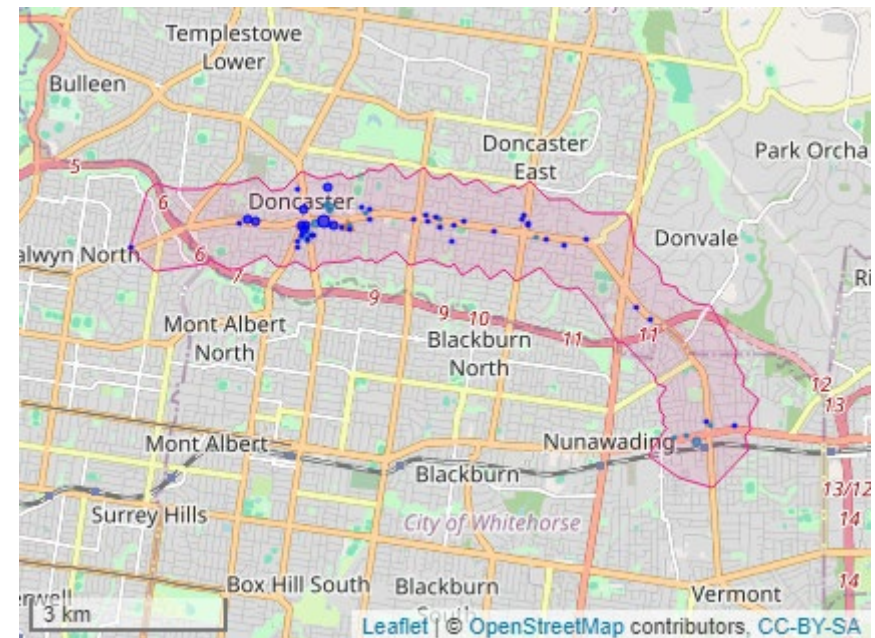 Templestowe
Lower
Bulleen
Doncaster
East
Park Orcha
5
6
Doncaster
Donvale
alwyn North
6
7
9
9
10
11
11
12
13
Mont Albert
North
Blackburn
North
Ri
Mont Albert
Nunawading
Blackburn
13/12
14
14
Surrey Hills
City of Whitehorse
Box Hill South
Blackburn
Vermont
3 km
Leaflet | © OpenStreetMap contributors, CC-BY-SA